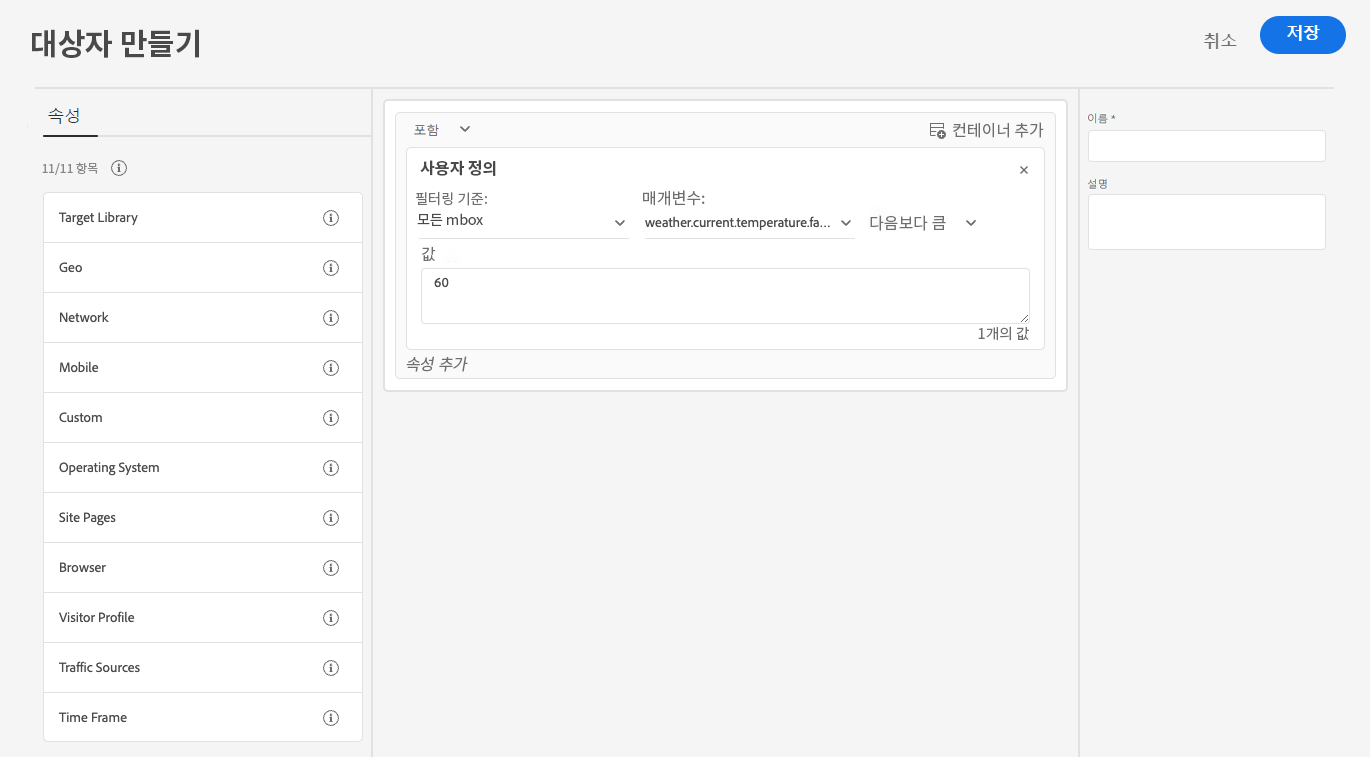 대상자 만들기
취소
저장
속성
11/11 항목
Target Library
Geo
Network
Mobile
Custom
Operating System
Site Pages
Browser
Visitor Profile
Traffic Sources
Time Frame
포함
컨테이너 추가
사용자 정의
×
필터링 기준:
매개변수:
모든 mbox
weather.current.temperature.fa...
다음보다 큼
값
60
1개의 값
속성 추가
이름 *
설명